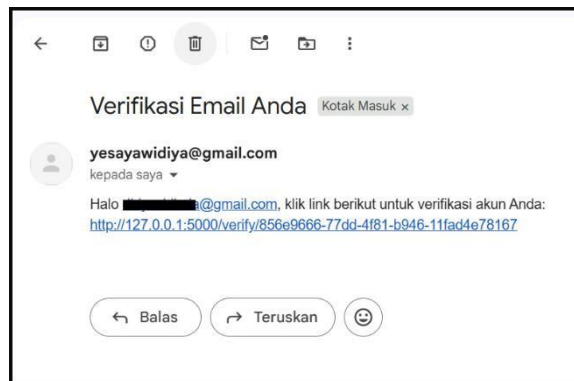 Verifikasi Email Anda Kotak Masuk x
yesayawidiya@gmail.com
kepada saya
Halo @gmail.com, klik link berikut untuk verifikasi akun Anda:
http://127.0.0.1:5000/verify/856e9666-77dd-4f81-b946-11fad4e78167
Balas Teruskan